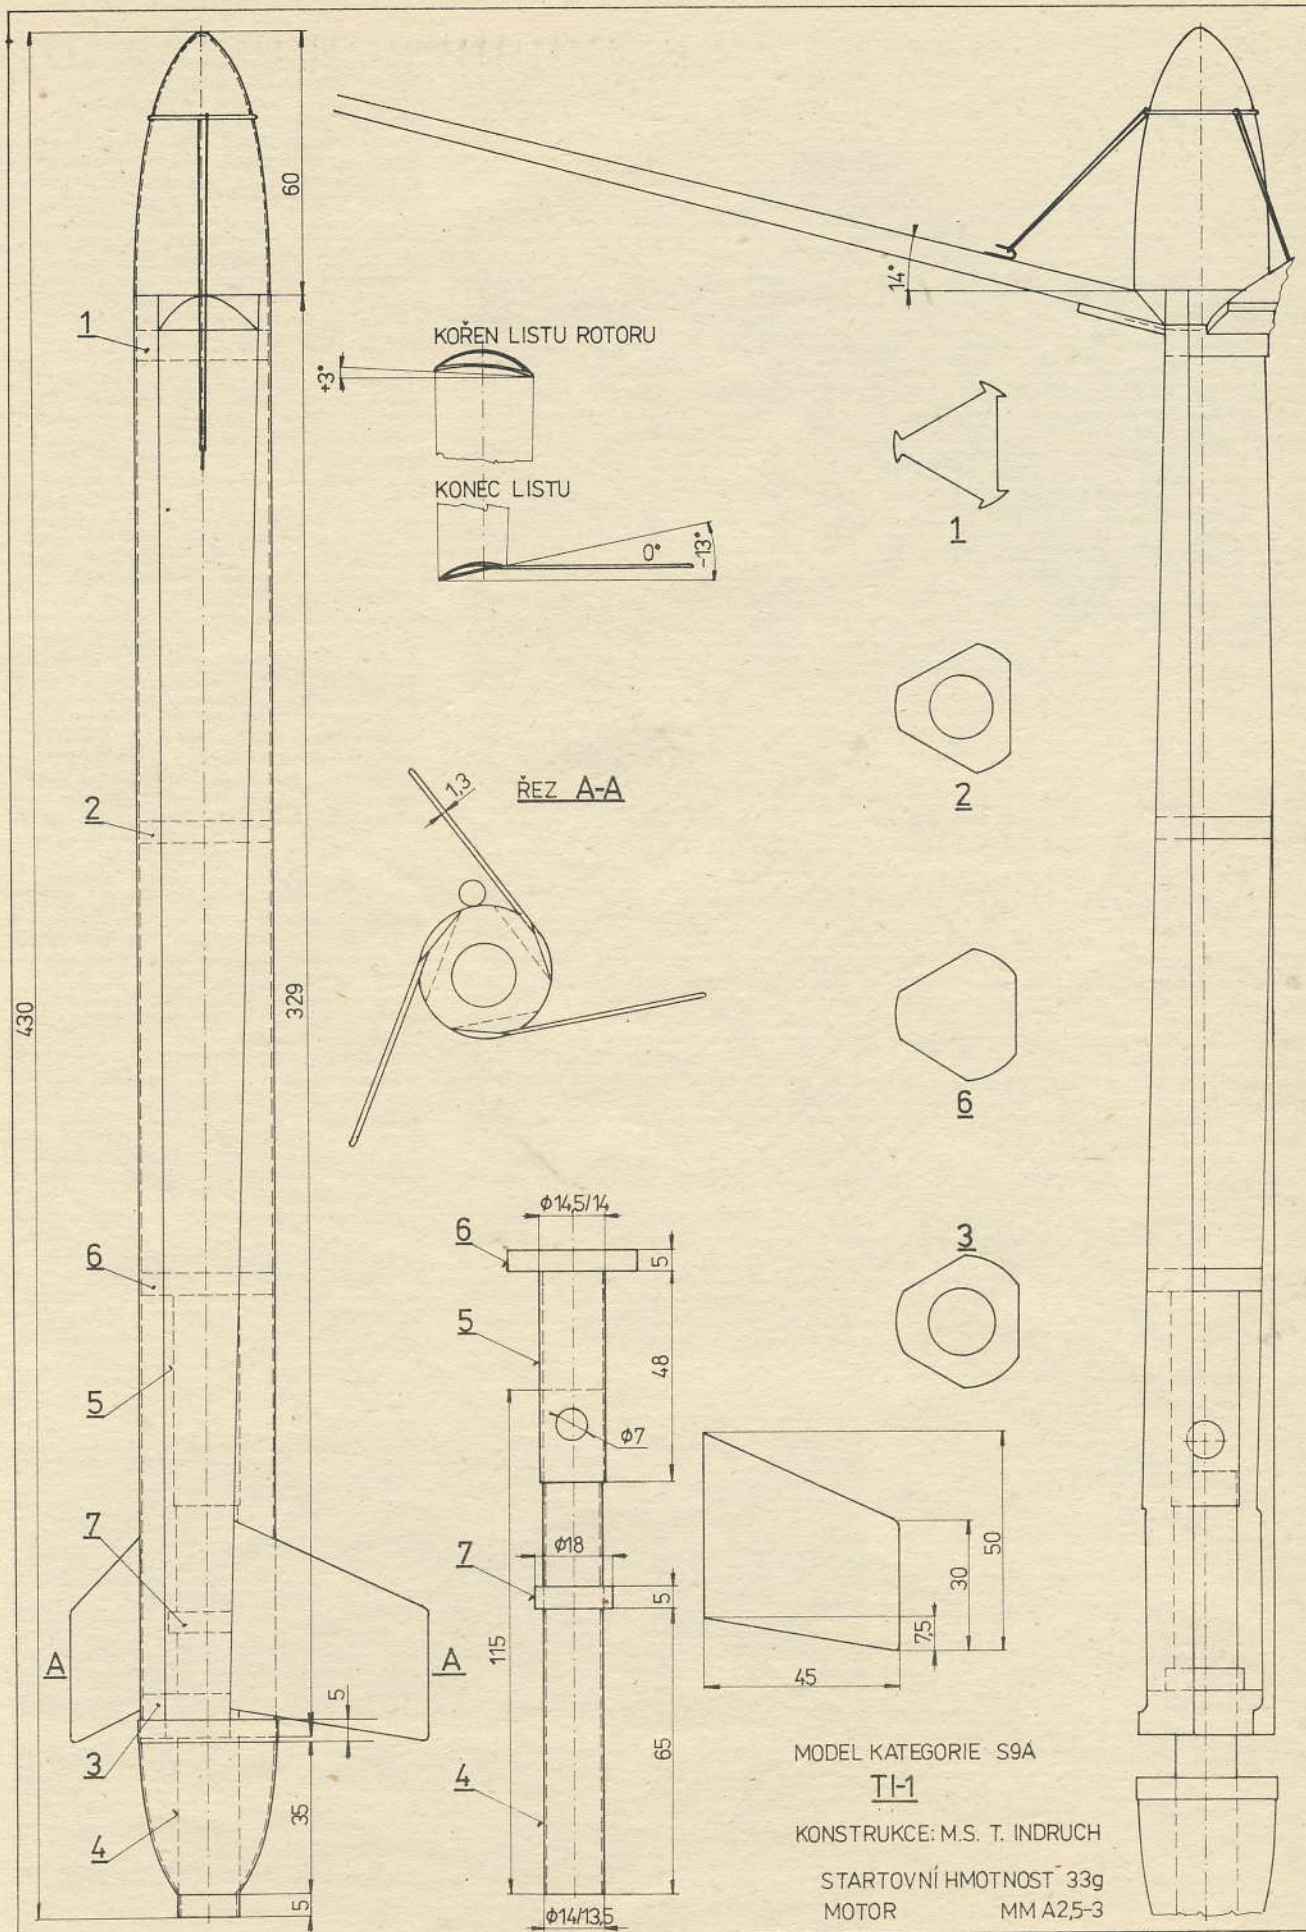 60
14°
1
KOŘEN LISTU ROTORU
+3°
KONEC LISTU
0°
-13°
1
2
ŘEZ A-A
1,3
2
430
329
6
6
Φ14,5/14
6
5
3
5
5
48
Φ7
7
Φ18
7
5
50
30
7,5
115
45
A
A
5
3
65
MODEL KATEGORIE S9A
4
TI-1
35
KONSTRUKCE: M.S. T. INDRUCH
4
STARTOVNÍ HMOTNOST 33g
5
Φ14/13,5
MOTOR MM A2,5-3